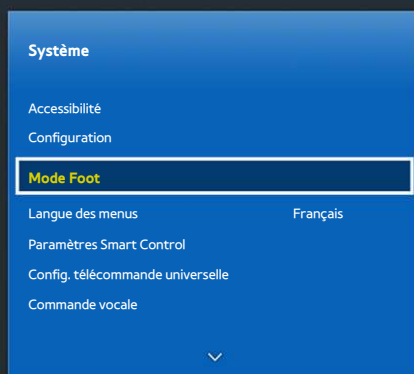 Système
Accessibilité
Configuration
Mode Foot
Langue des menus Français
Paramètres Smart Control
Config. télécommande universelle
Commande vocale